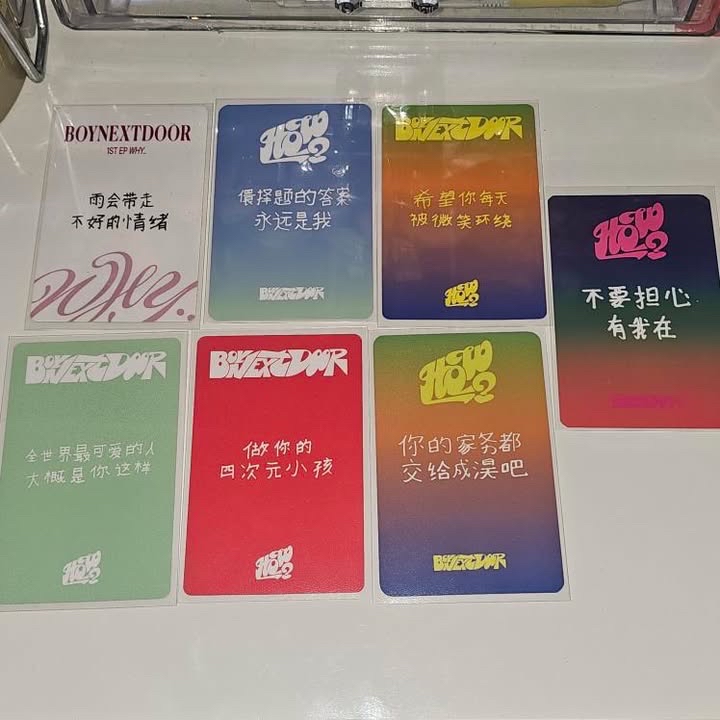 BOYNEXTDOOR
1ST EP WHY..
雨会带走
不好的情绪
WHY..
HOW?
選择题的答案
永远是我
BOYNEXTDOOR
BOYNEXTDOOR
希望你每天
被微笑环绕
HOW?
HOW?
不要担心
有我在
BOYNEXTDOOR
BOYNEXTDOOR
全世界最可爱的人
大概是你这样
HOW?
BOYNEXTDOOR
做你的
四次元小孩
HOW?
HOW?
你的家务都
交给成淏吧
BOYNEXTDOOR